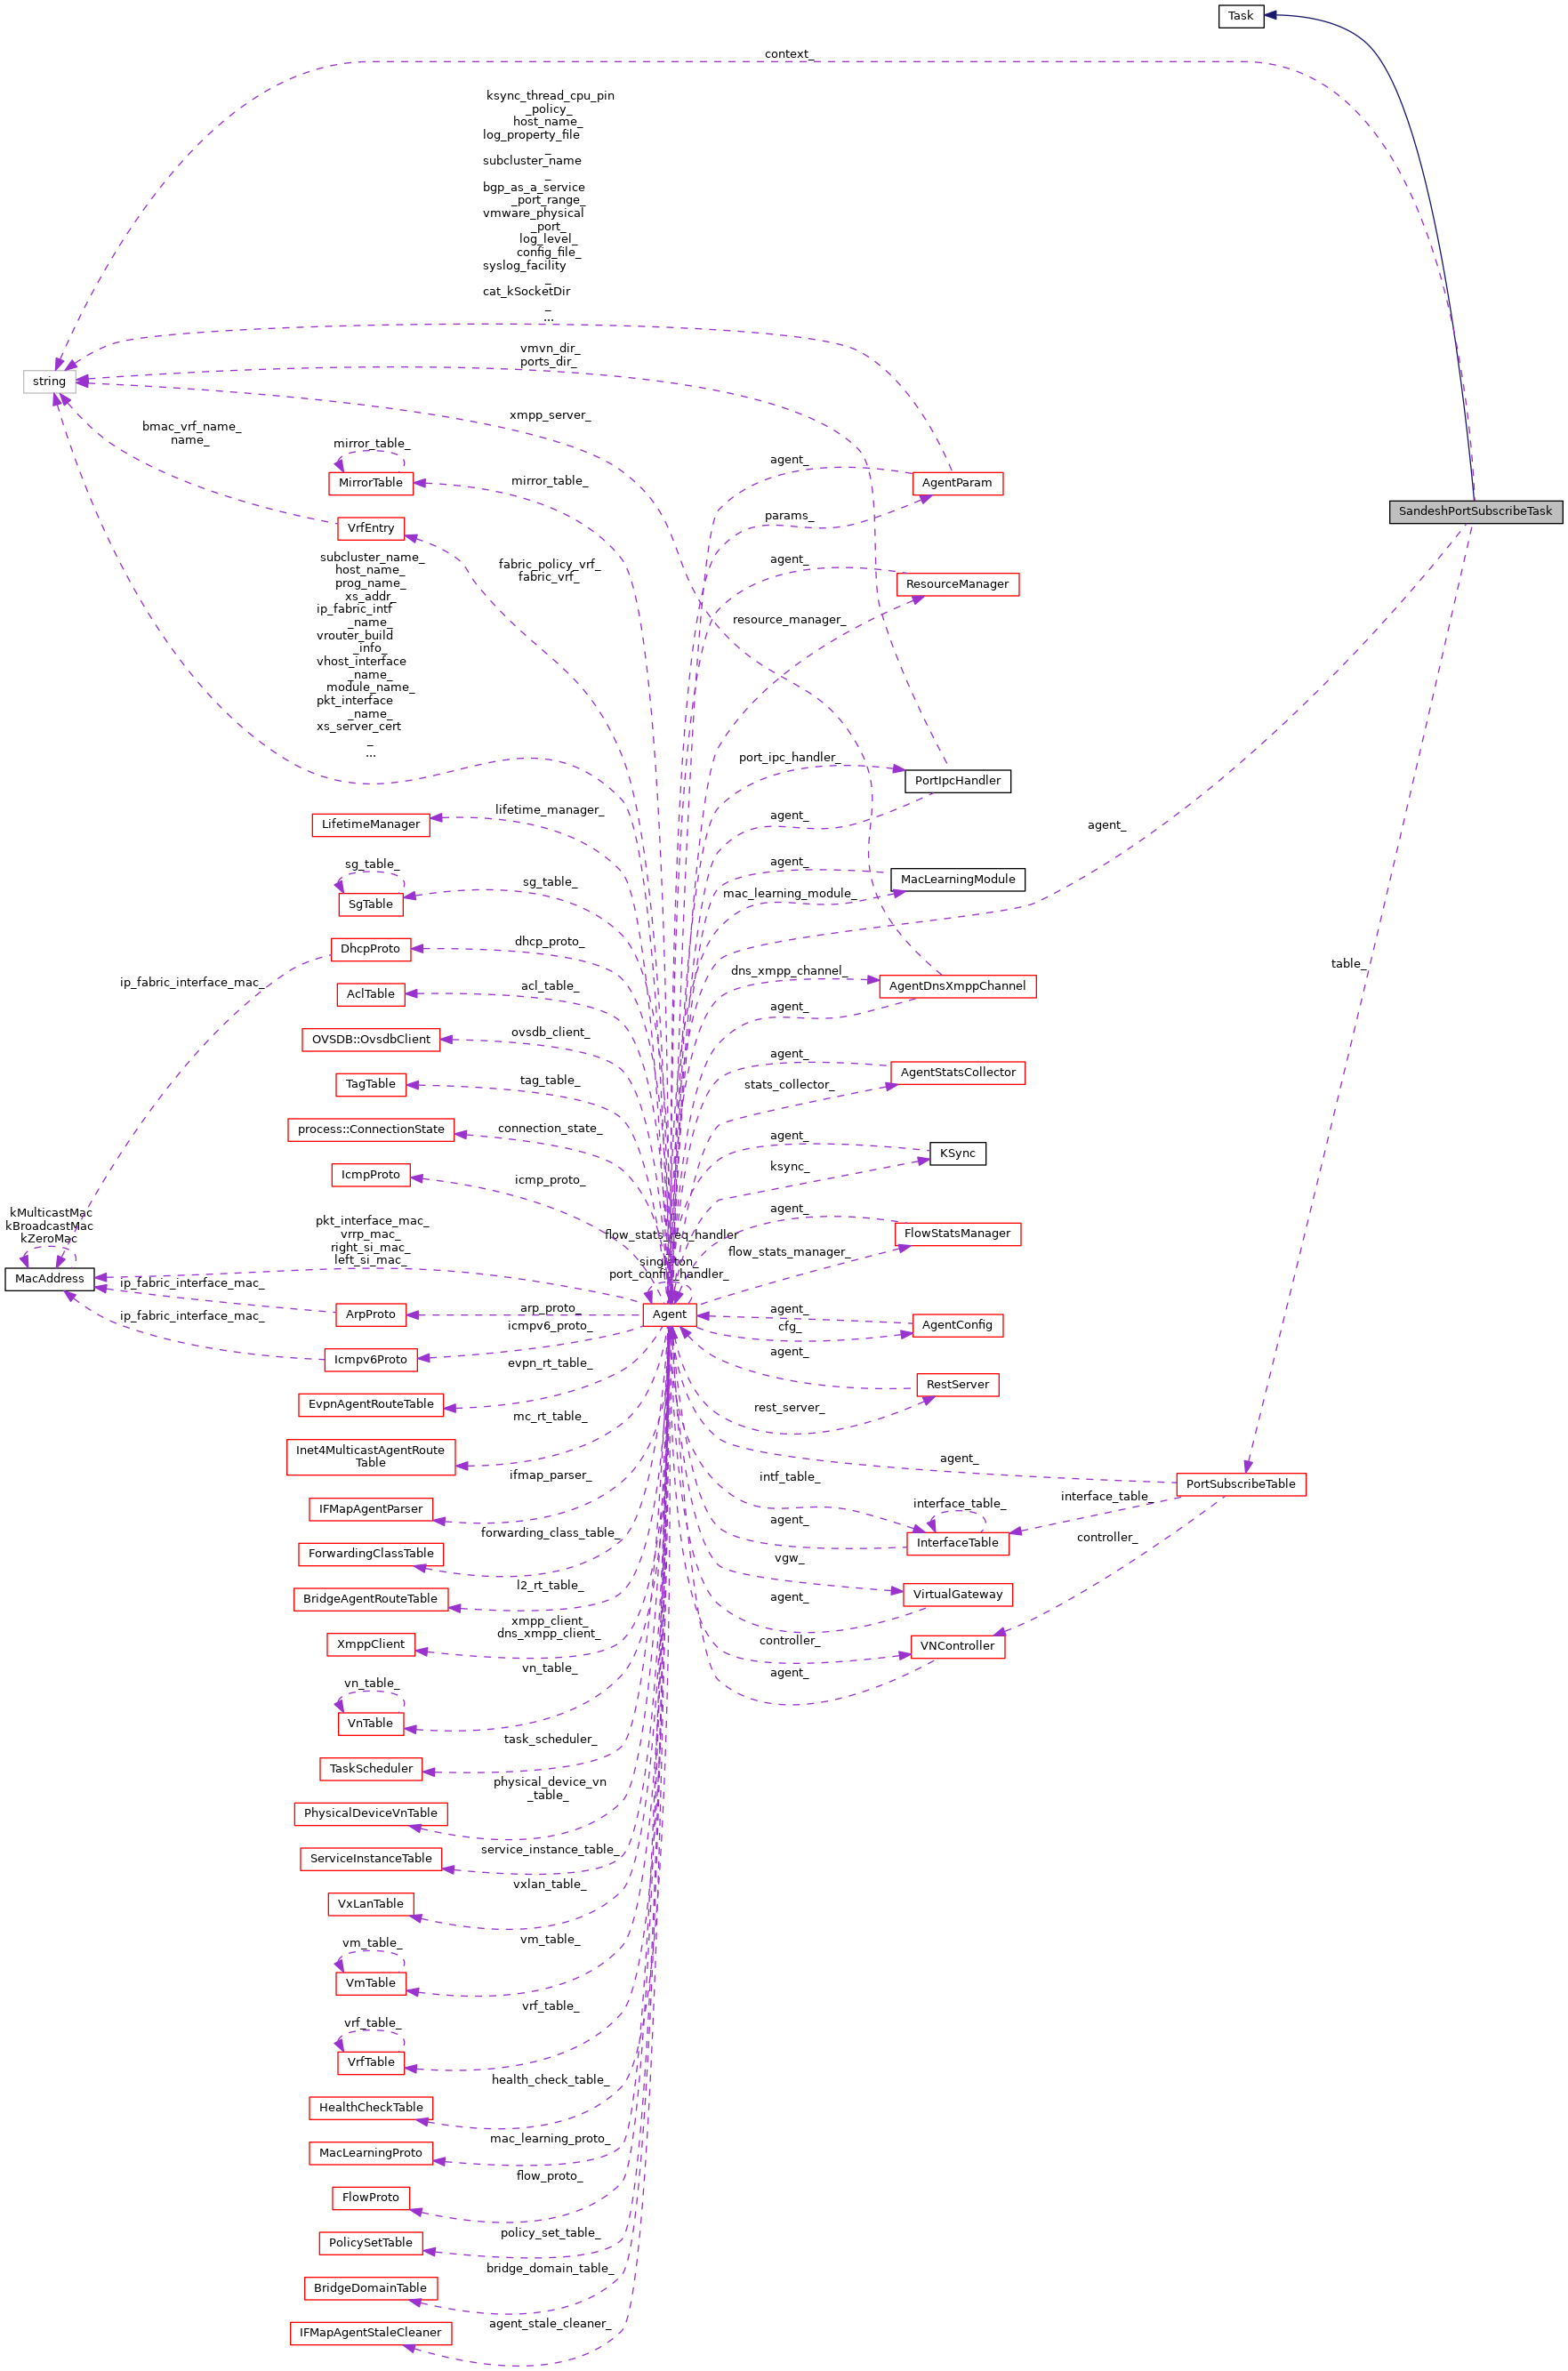 Task
context_
ksync_thread_cpu_pin
_policy_
host_name_
log_property_file
_
subcluster_name
_
bgp_as_a_service
_port_range_
vmware_physical
_port_
log_level_
config_file_
syslog_facility
_
cat_kSocketDir
_
...
vmvn_dir_
ports_dir_
string
xmpp_server_
bmac_vrf_name_
name_
mirror_table_
agent_
MirrorTable
mirror_table_
AgentParam
SandeshPortSubscribeTask
params_
VrfEntry
fabric_policy_vrf_
fabric_vrf_
agent_
ResourceManager
subcluster_name_
host_name_
prog_name_
xs_addr_
ip_fabric_intf
_name_
vrouter_build
_info_
vhost_interface
_name_
module_name_
pkt_interface
_name_
xs_server_cert
_
...
resource_manager_
port_ipc_handler_
PortIpcHandler
lifetime_manager_
LifetimeManager
agent_
agent_
sg_table_
SgTable
sg_table_
agent_
MacLearningModule
mac_learning_module_
DhcpProto
dhcp_proto_
table_
ip_fabric_interface_mac_
AclTable
acl_table_
dns_xmpp_channel_
AgentDnsXmppChannel
agent_
OVSDB::OvsdbClient
ovsdb_client_
agent_
AgentStatsCollector
TagTable
tag_table_
stats_collector_
process::ConnectionState
connection_state_
agent_
KSync
IcmpProto
icmp_proto_
ksync_
kMulticastMac
kBroadcastMac
kZeroMac
MacAddress
pkt_interface_mac_
vrrp_mac_
right_si_mac_
left_si_mac_
flow_stats_req_handler
_
singleton_
port_config_handler_
agent_
FlowStatsManager
flow_stats_manager_
ip_fabric_interface_mac_
ArpProto
arp_proto_
Agent
agent_
AgentConfig
cfg_
ip_fabric_interface_mac_
icmpv6_proto_
Icmpv6Proto
agent_
evpn_rt_table_
RestServer
EvpnAgentRouteTable
rest_server_
mc_rt_table_
Inet4MulticastAgentRoute
Table
agent_
ifmap_parser_
intf_table_
PortSubscribeTable
IFMapAgentParser
interface_table_
interface_table_
forwarding_class_table_
agent_
InterfaceTable
controller_
ForwardingClassTable
vgw_
l2_rt_table_
BridgeAgentRouteTable
agent_
VirtualGateway
xmpp_client_
dns_xmpp_client_
XmppClient
controller_
VNController
vn_table_
agent_
vn_table_
VnTable
task_scheduler_
TaskScheduler
physical_device_vn
_table_
PhysicalDeviceVnTable
service_instance_table_
ServiceInstanceTable
vxlan_table_
VxLanTable
vm_table_
vm_table_
VmTable
vrf_table_
vrf_table_
VrfTable
health_check_table_
HealthCheckTable
mac_learning_proto_
MacLearningProto
flow_proto_
FlowProto
policy_set_table_
PolicySetTable
bridge_domain_table_
BridgeDomainTable
agent_stale_cleaner_
IFMapAgentStaleCleaner